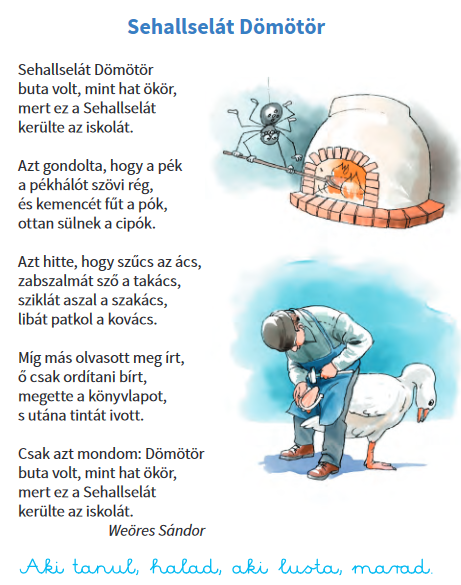 Sehallselát Dömötör
Sehallselát Dömötör
buta volt, mint hat ökör,
mert ez a Sehallselát
kerülte az iskolát.
Azt gondolta, hogy a pék
a pékhálót szövi rég,
és kemencét fűt a pók,
ottan sülnek a cipók.
Azt hitte, hogy szűcs az ács,
zabszalmát sző a takács,
sziklát aszal a szakács,
libát patkol a kovács.
Míg más olvasott meg írt,
ő csak ordítani bírt,
megette a könyvlapot,
s utána tintát ivott.
Csak azt mondom: Dömötör
buta volt, mint hat ökör,
mert ez a Sehallselát
kerülte az iskolát.
Weöres Sándor
Aki tanul, halad, aki lusta, marad.